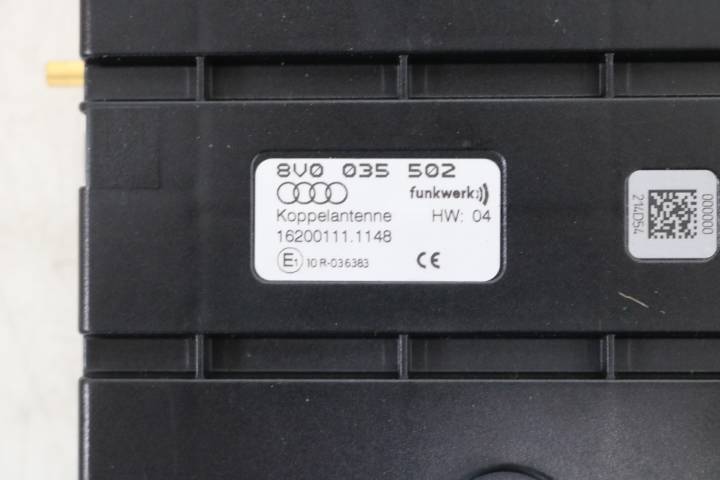 8V0 035 502
funkwerk
Koppelantenne HW: 04
16200111.1148
E1 10 R-036383 CE
000000
214D54